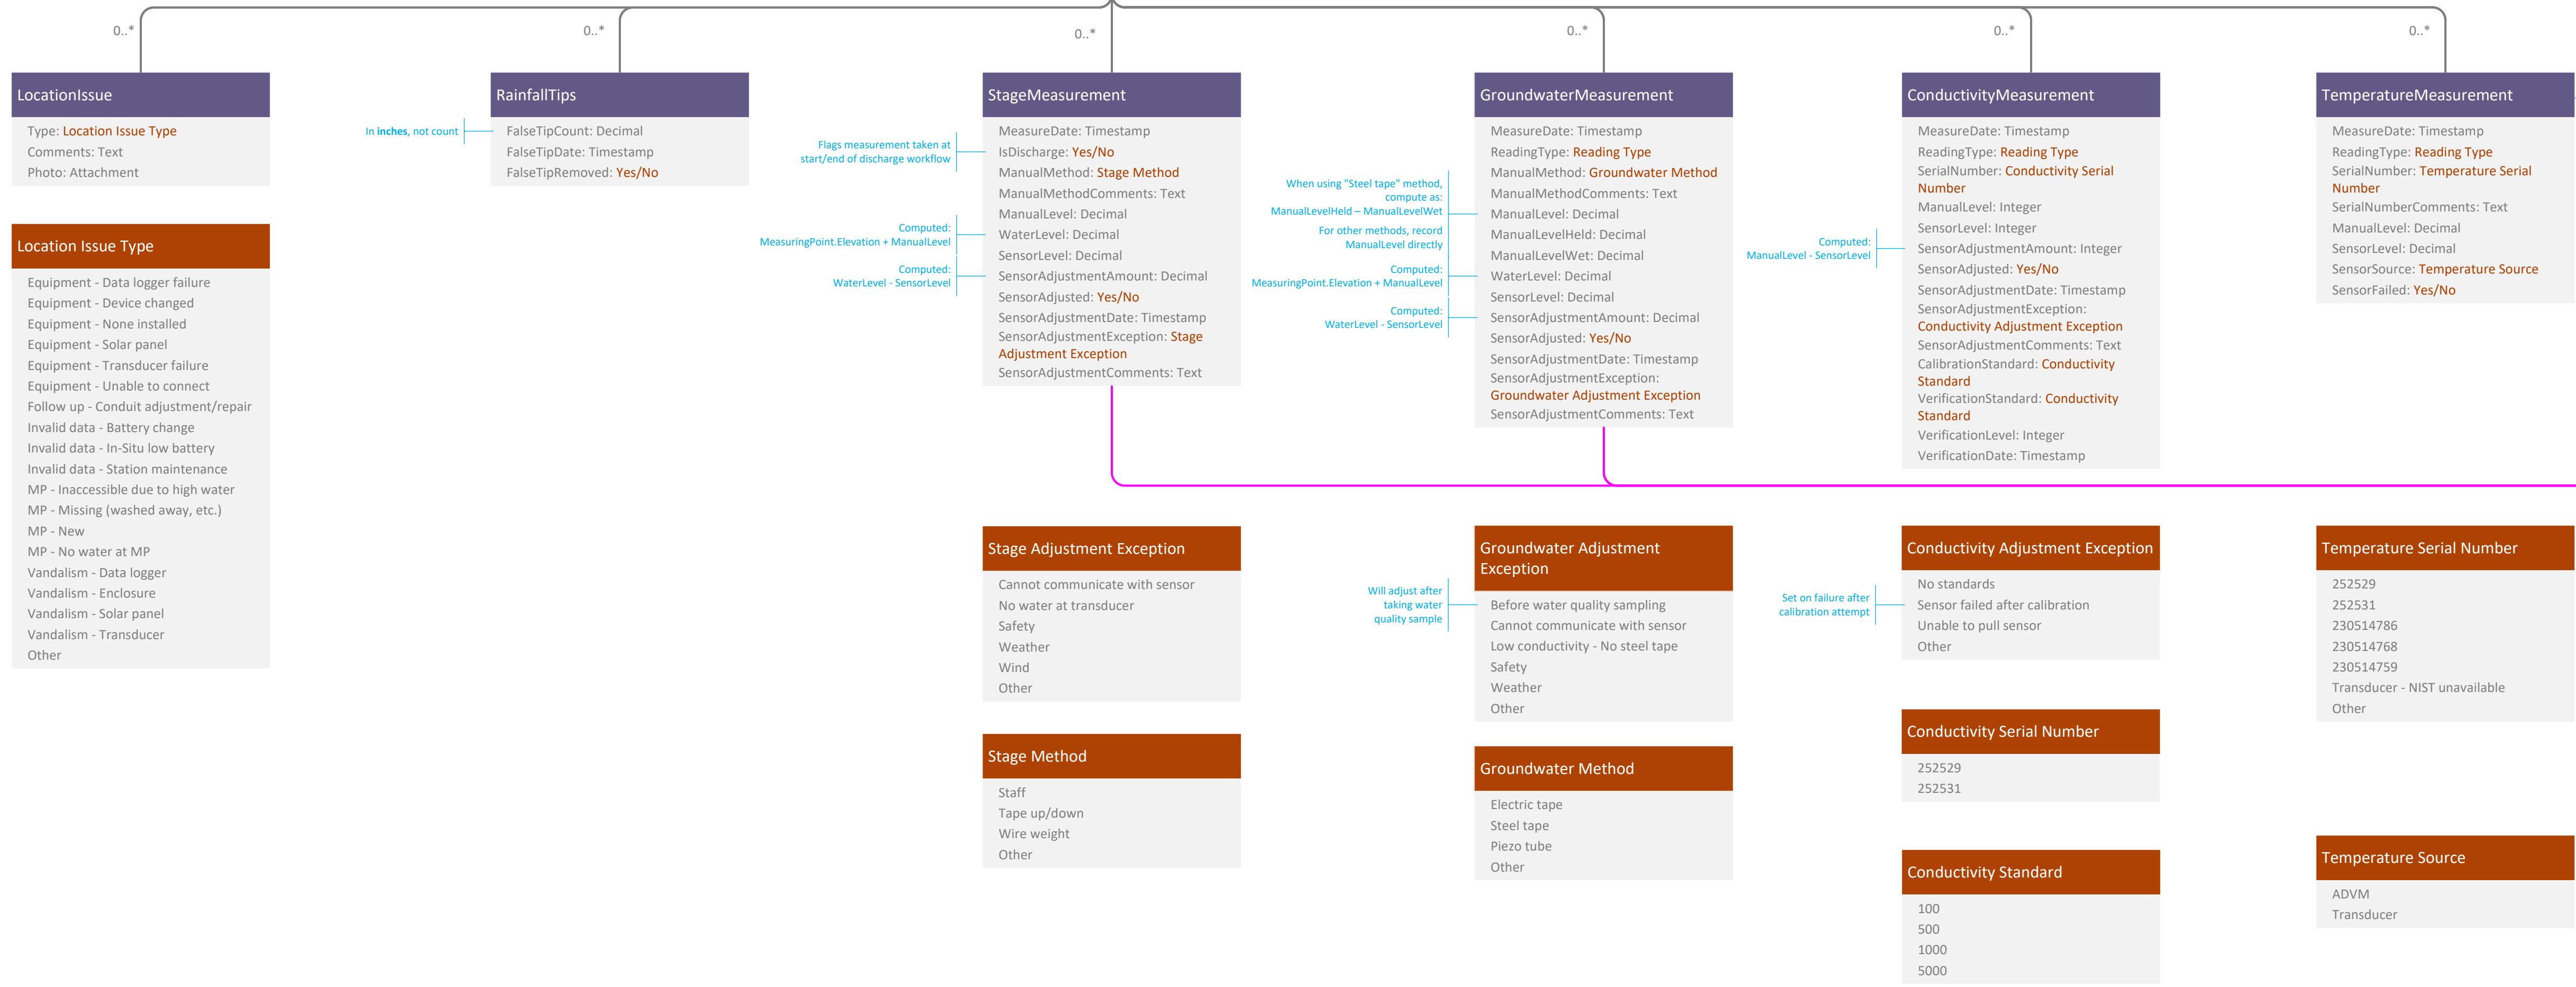 0..*
0..*
0..*
0..*
0..*
0..*
LocationIssue
Type: Location Issue Type
Comments: Text
Photo: Attachment
Location Issue Type
Equipment - Data logger failure
Equipment - Device changed
Equipment - None installed
Equipment - Solar panel
Equipment - Transducer failure
Equipment - Unable to connect
Follow up - Conduit adjustment/repair
Invalid data - Battery change
Invalid data - In-Situ low battery
Invalid data - Station maintenance
MP - Inaccessible due to high water
MP - Missing (washed away, etc.)
MP - New
MP - No water at MP
Vandalism - Data logger
Vandalism - Enclosure
Vandalism - Solar panel
Vandalism - Transducer
Other
RainfallTips
In inches, not count
FalseTipCount: Decimal
FalseTipDate: Timestamp
FalseTipRemoved: Yes/No
StageMeasurement
Flags measurement taken at
start/end of discharge workflow
Computed:
MeasuringPoint.Elevation + ManualLevel
Computed:
WaterLevel - SensorLevel
MeasureDate: Timestamp
IsDischarge: Yes/No
ManualMethod: Stage Method
ManualMethodComments: Text
ManualLevel: Decimal
WaterLevel: Decimal
SensorLevel: Decimal
SensorAdjustmentAmount: Decimal
SensorAdjusted: Yes/No
SensorAdjustmentDate: Timestamp
SensorAdjustmentException: Stage
Adjustment Exception
SensorAdjustmentComments: Text
Stage Adjustment Exception
Cannot communicate with sensor
No water at transducer
Safety
Weather
Wind
Other
Stage Method
Staff
Tape up/down
Wire weight
Other
GroundwaterMeasurement
When using "Steel tape" method,
compute as:
ManualLevelHeld – ManualLevelWet
For other methods, record
ManualLevel directly
Computed:
MeasuringPoint.Elevation + ManualLevel
Computed:
WaterLevel - SensorLevel
MeasureDate: Timestamp
ReadingType: Reading Type
ManualMethod: Groundwater Method
ManualMethodComments: Text
ManualLevel: Decimal
ManualLevelHeld: Decimal
ManualLevelWet: Decimal
WaterLevel: Decimal
SensorLevel: Decimal
SensorAdjustmentAmount: Decimal
SensorAdjusted: Yes/No
SensorAdjustmentDate: Timestamp
SensorAdjustmentException:
Groundwater Adjustment Exception
SensorAdjustmentComments: Text
Groundwater Adjustment
Exception
Will adjust after
taking water
quality sample
Before water quality sampling
Cannot communicate with sensor
Low conductivity - No steel tape
Safety
Weather
Other
Groundwater Method
Electric tape
Steel tape
Piezo tube
Other
ConductivityMeasurement
Computed:
ManualLevel - SensorLevel
MeasureDate: Timestamp
ReadingType: Reading Type
SerialNumber: Conductivity Serial
Number
ManualLevel: Integer
SensorLevel: Integer
SensorAdjustmentAmount: Integer
SensorAdjusted: Yes/No
SensorAdjustmentDate: Timestamp
SensorAdjustmentException:
Conductivity Adjustment Exception
SensorAdjustmentComments: Text
CalibrationStandard: Conductivity
Standard
VerificationStandard: Conductivity
Standard
VerificationLevel: Integer
VerificationDate: Timestamp
Conductivity Adjustment Exception
Set on failure after
calibration attempt
No standards
Sensor failed after calibration
Unable to pull sensor
Other
Conductivity Serial Number
252529
252531
Conductivity Standard
100
500
1000
5000
TemperatureMeasurement
MeasureDate: Timestamp
ReadingType: Reading Type
SerialNumber: Temperature Serial
Number
SerialNumberComments: Text
ManualLevel: Decimal
SensorLevel: Decimal
SensorSource: Temperature Source
SensorFailed: Yes/No
Temperature Serial Number
252529
252531
230514786
230514768
230514759
Transducer - NIST unavailable
Other
Temperature Source
ADVM
Transducer